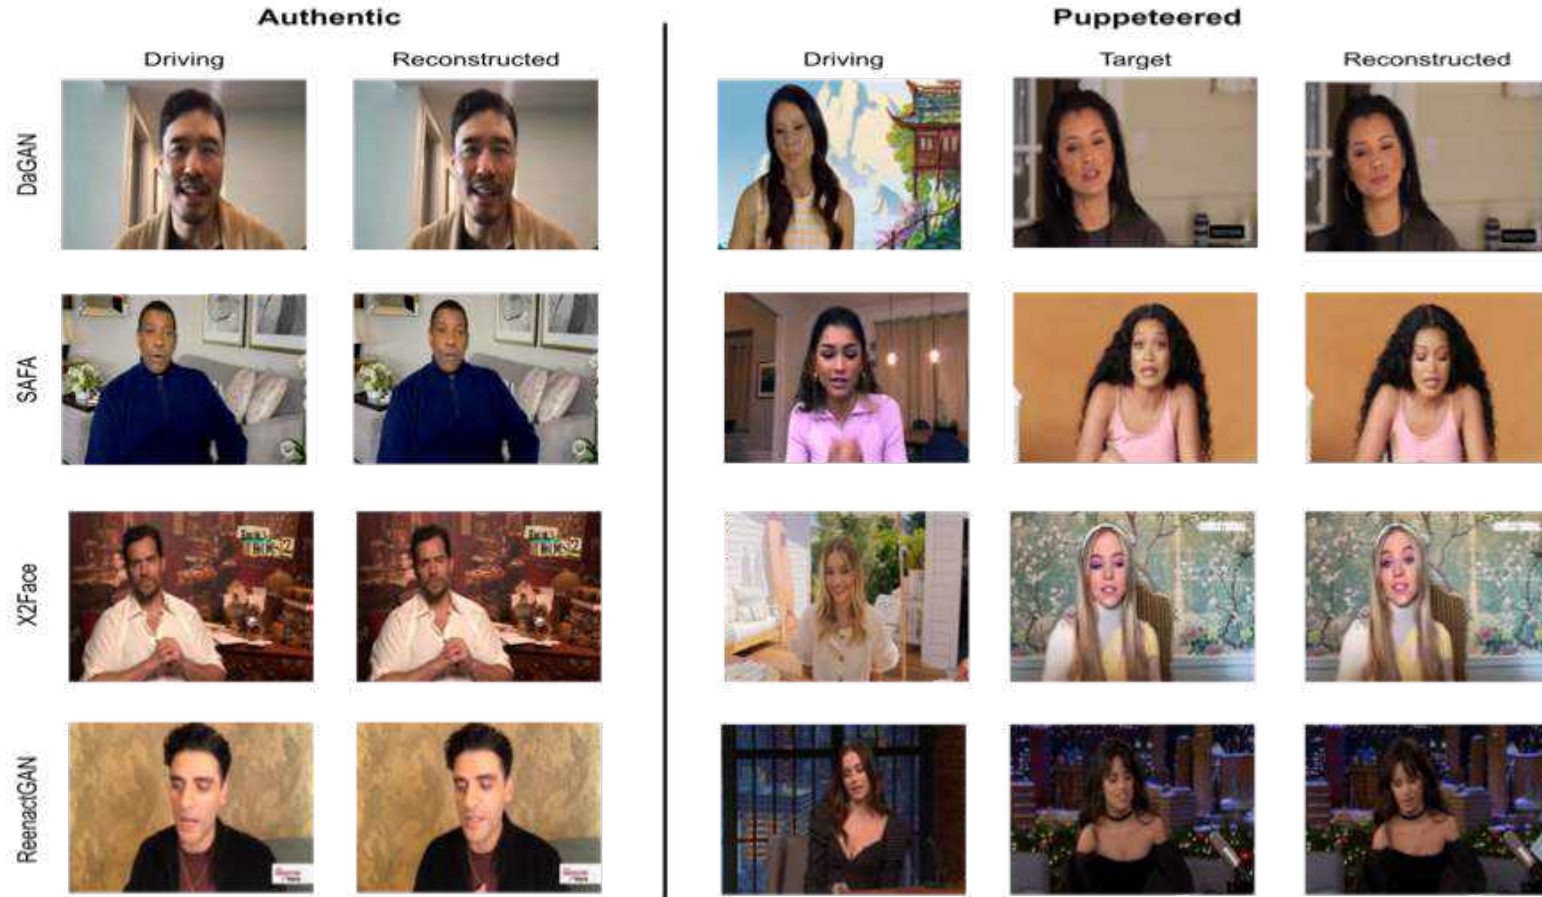 Authentic
Puppeteered
Driving
Reconstructed
Driving
Target
Reconstructed
DaGAN
SAFA
X2Face
ReenactGAN